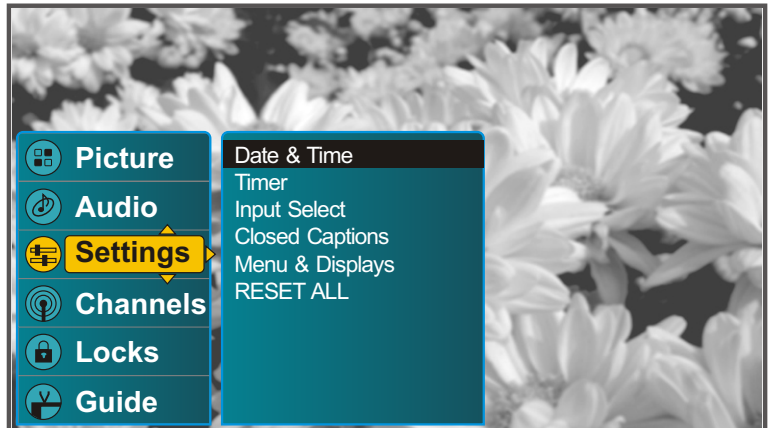 Picture
Audio
Settings
Channels
Locks
Guide
Date & Time
Timer
Input Select
Closed Captions
Menu & Displays
RESET ALL